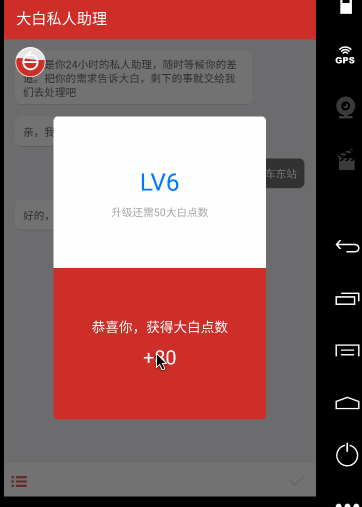 大白私人助理
是你24小时的私人助理，随时等候你的差
道。把你的需求告诉大白，剩下的事就交给我
们去处理吧
亲，我
车东站
好的，
LV6
升级还需50大白点数
恭喜你，获得大白点数
GPS